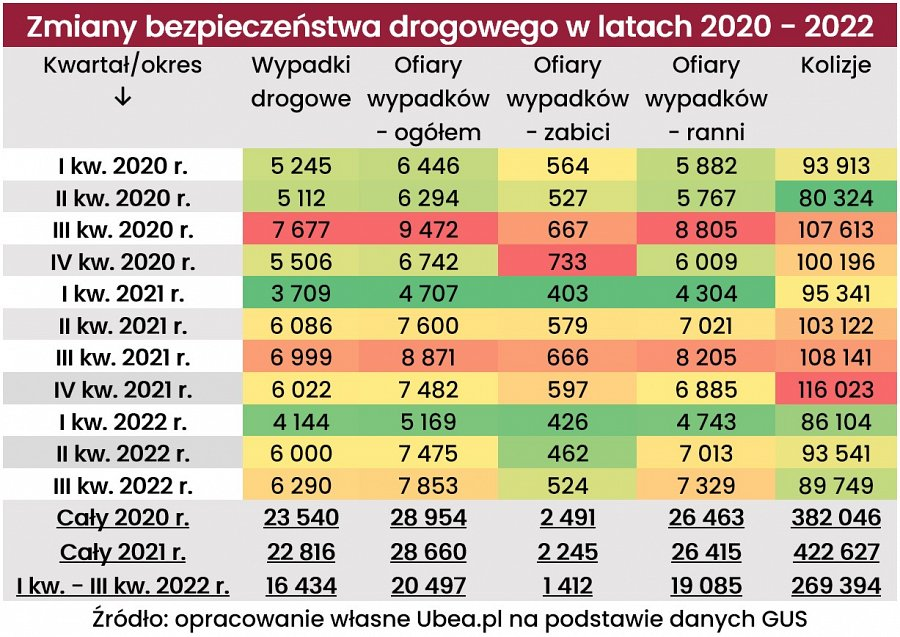 Zmiany bezpieczeństwa drogowego w latach 2020 - 2022
Kwartał/okres Wypadki Ofiary Ofiary Ofiary Kolizje
↓ drogowe wypadków wypadków wypadków
- ogółem - zabici - ranni
I kw. 2020 r. 5 245 6 446 564 5 882 93 913
II kw. 2020 r. 5 112 6 294 527 5 767 80 324
III kw. 2020 r. 7 677 9 472 667 8 805 107 613
IV kw. 2020 r. 5 506 6 742 733 6 009 100 196
I kw. 2021 r. 3 709 4 707 403 4 304 95 341
II kw. 2021 r. 6 086 7 600 579 7 021 103 122
III kw. 2021 r. 6 999 8 871 666 8 205 108 141
IV kw. 2021 r. 6 022 7 482 597 6 885 116 023
I kw. 2022 r. 4 144 5 169 426 4 743 86 104
II kw. 2022 r. 6 000 7 475 462 7 013 93 541
III kw. 2022 r. 6 290 7 853 524 7 329 89 749
Cały 2020 r. 23 540 28 954 2 491 26 463 382 046
Cały 2021 r. 22 816 28 660 2 245 26 415 422 627
I kw. - III kw. 2022 r. 16 434 20 497 1 412 19 085 269 394
Źródło: opracowanie własne Ubea.pl na podstawie danych GUS